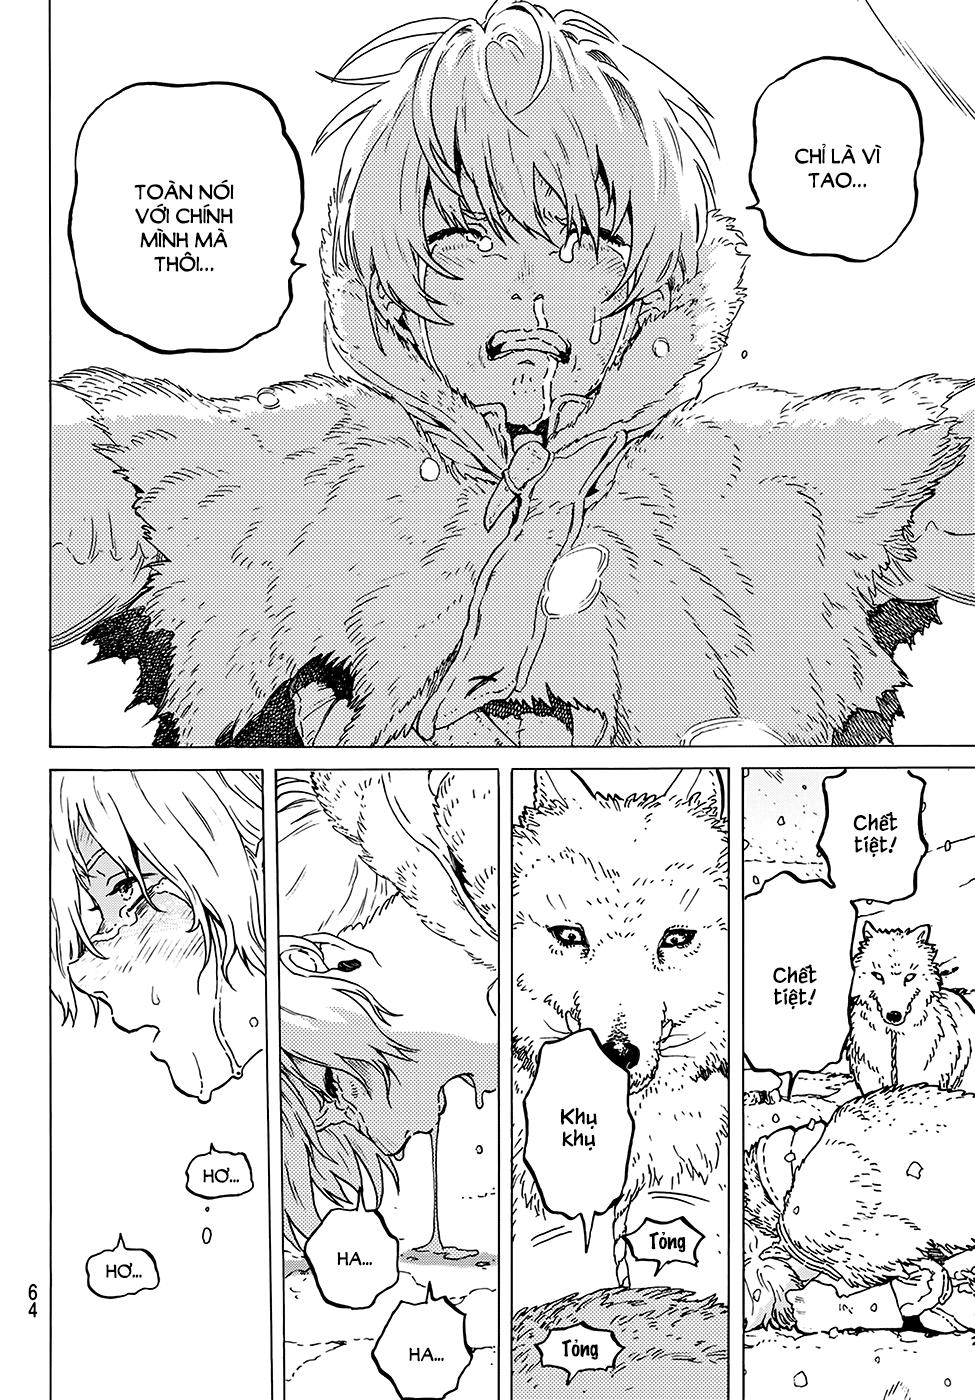 CHỈ LÀ VÌ
TAO...
TOÀN NÓI
VỚI CHÍNH
MÌNH MÀ
THÔI...
Chết
tiệt!
Chết
tiệt!
Khụ
khụ
Tỏng
Tỏng
HA...
HA...
HƠ...
HƠ...
64